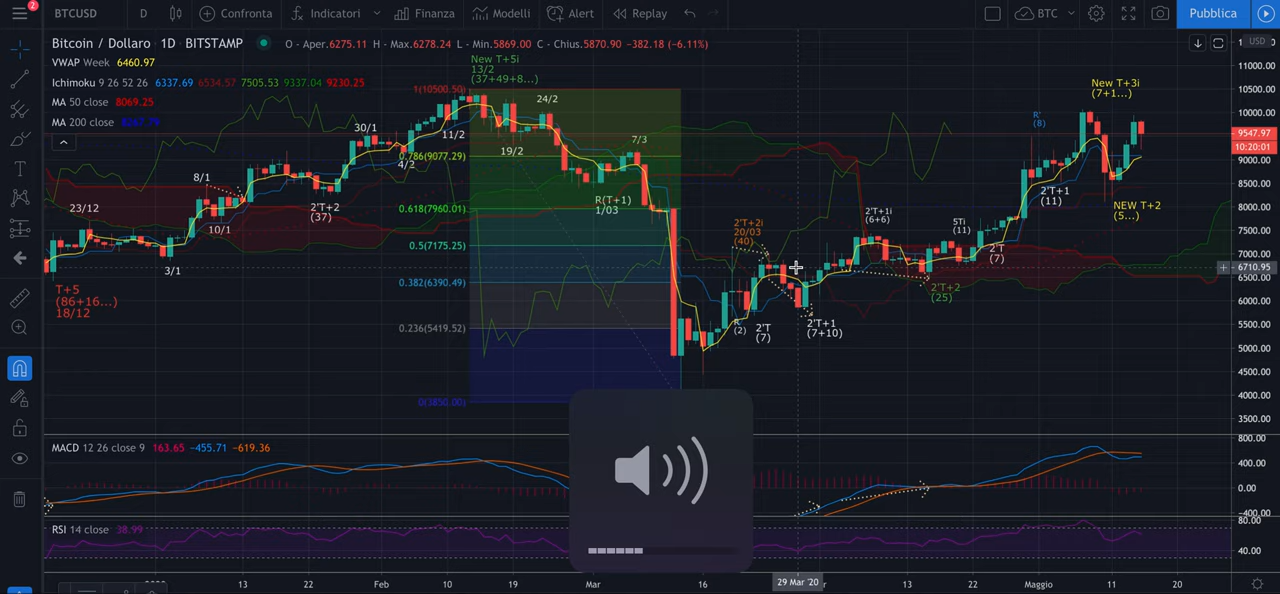 2
BTCUSD D Confronta Indicatori Finanza Modelli Alert Replay BTC Pubblica
Bitcoin / Dollaro 1D BITSTAMP O - Aper.6275.11 H - Max.6278.24 L - Min.5869.00 C - Chius.5870.90 -382.18 (-6.11%)
USD
VWAP Week 6460.97
Ichimoku 9 26 52 26 6337.69 6534.57 7505.53 9337.04 9230.25
MA 50 close 8069.25
MA 200 close
New T+5i
13/2
(37+49+8...)
1(10500.50)
24/2
11/2
19/2
30/1
4/2
0.786(9077.29)
7/3
8/1
23/12
10/1
2'T+2
(37)
3/1
T+5
(86+16...)
18/12
R(T+1)
1/03
0.618(7960.01)
0.5(7175.25)
0.382(6390.49)
0.236(5419.52)
0(3850.00)
2'T+2i
20/03
(40)
R'
(2)
2'T
(7)
2'T+1
(7+10)
2'T+1i
(6+6)
2'T+2
(25)
5Ti
(11)
2'T
(7)
R'
(8)
2'T+1
(11)
New T+3i
(7+1...)
NEW T+2
(5...)
11000.00
10500.00
10000.00
9547.97
10:20:01
9000.00
8500.00
8000.00
7500.00
7000.00
6710.95
6500.00
6000.00
5500.00
5000.00
4500.00
4000.00
3500.00
MACD 12 26 close 9 163.65 -455.71 -619.36
800.00
400.00
0.00
-400.00
RSI 14 close 38.99
80.00
40.00
13 22 Feb 10 19 Mar 16 29 Mar '20 13 22 Maggio 11 20